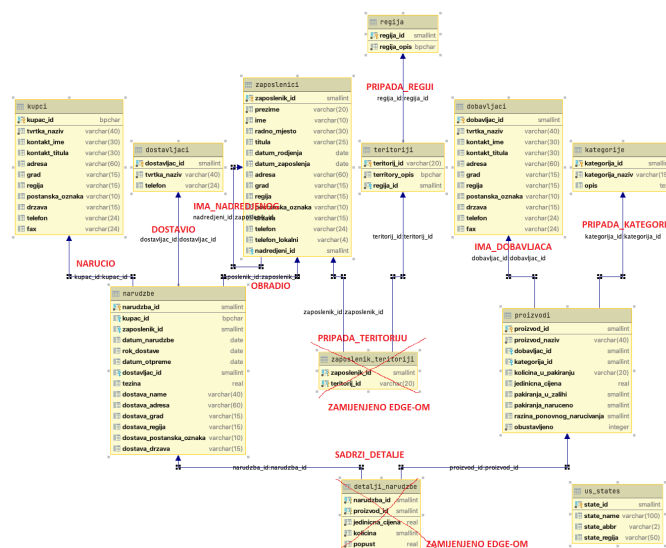 regija
regija_id smallint
regija_opis bpchar
PRIPADA_REGIJI
regija_id:regija_id
kupci
kupac_id bpchar
tvrtka_naziv varchar(40)
kontakt_ime varchar(30)
kontakt_titula varchar(30)
adresa varchar(60)
grad varchar(15)
regija varchar(15)
postanska_oznaka varchar(10)
drzava varchar(15)
telefon varchar(24)
fax varchar(24)
dostavljaci
dostavljac_id smallint
tvrtka_naziv varchar(40)
telefon varchar(24)
zaposlenici
zaposlenik_id smallint
prezime varchar(20)
ime varchar(10)
radno_mjesto varchar(30)
titula varchar(25)
datum_rodjenja date
datum_zaposlenja date
adresa varchar(60)
grad varchar(15)
regija varchar(15)
varchar(10)
varchar(15)
telefon varchar(24)
telefon_lokalni varchar(4)
nadredjeni_id smallint
IMA_NADREDJENOG
teritoriji
teritorij_id varchar(20)
territory_opis bpchar
regija_id smallint
teritorij_id:teritorij_id
dobavljaci
dobavljac_id smallint
tvrtka_naziv varchar(40)
kontakt_ime varchar(30)
kontakt_titula varchar(30)
adresa varchar(60)
grad varchar(15)
regija varchar(15)
postanska_oznaka varchar(10)
drzava varchar(15)
telefon varchar(24)
fax varchar(24)
kategorije
kategorija_id smallint
kategorija_naziv varchar(15
opis
PRIPADA_KATEGORI
kategorija_id:kategorija_id
IMA_DOBAVLJACA
dobavljac_id:dobavljac_id
DOSTAVIO
dostavljac_id:dostavljac_id
NARUCIO
kupac_id:kupac_id
OBRADIO
narudzbe
narudzba_id smallint
kupac_id bpchar
zaposlenik_id smallint
datum_narudzbe date
rok_dostave date
datum_otpreme date
dostavljac_id smallint
tezina real
dostava_name varchar(40)
dostava_adresa varchar(60)
dostava_grad varchar(15)
dostava_regija varchar(15)
dostava_postanska_oznaka varchar(10)
dostava_drzava varchar(15)
zaposlenik_id:zaposlenik_id
PRIPADA_TERITORIJU
zaposlenik_teritoriji
zaposlenik_id smallint
teritorij_id varchar(20)
ZAMIJENJENO EDGE-OM
proizvodi
proizvod_id smallint
proizvod_naziv varchar(40)
dobavljac_id smallint
kategorija_id smallint
kolicina_u_pakiranju varchar(20)
jedinicna_cijena real
pakiranja_u_zalihi smallint
pakiranja_naruceno smallint
razina_ponovnog_narucivanja smallint
obustavljeno integer
SADRZI_DETALJE
narudzba_id:narudzba_id
proizvod_id:proizvod_id
detalji_narudzbe
narudzba_id smallint
proizvod_id smallint
jedinicna_cijena real
kolicina smallint
popust real
ZAMIJENJENO EDGE-OM
us_states
state_id smallint
state_name varchar(100)
state_abbr varchar(2)
state_regija varchar(50)